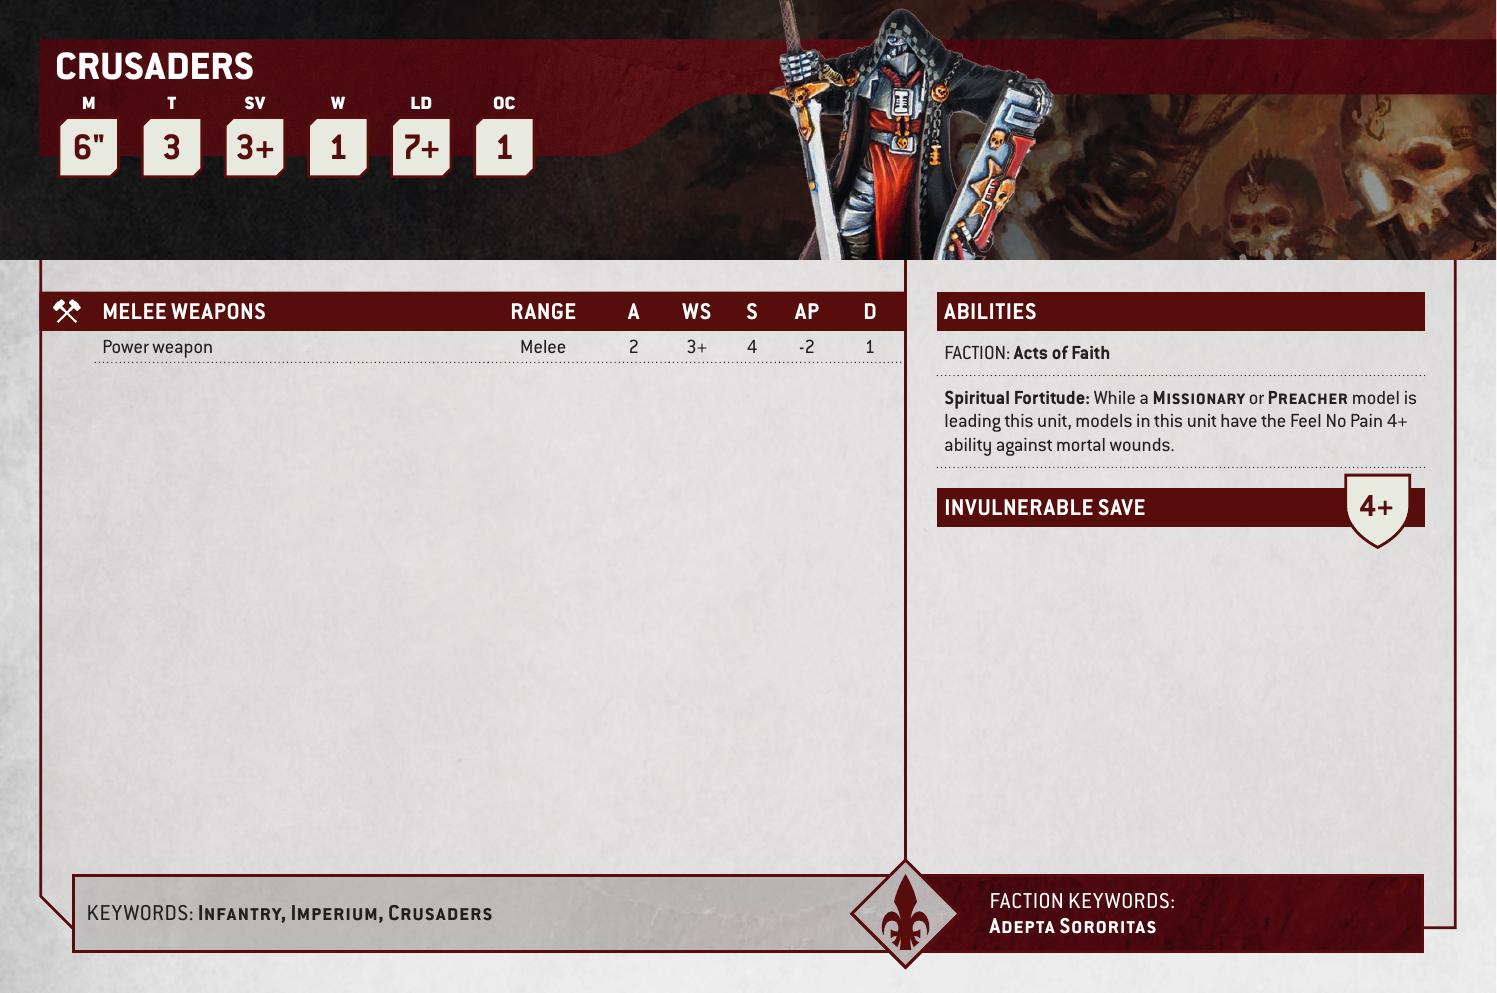 CRUSADERS
M T SV W LD OC
6" 3 3+ 1 7+ 1
MELEE WEAPONS RANGE A WS S AP D
Power weapon Melee 2 3+ 4 -2 1
ABILITIES
FACTION: Acts of Faith
Spiritual Fortitude: While a MISSIONARY or PREACHER model is
leading this unit, models in this unit have the Feel No Pain 4+
ability against mortal wounds.
INVULNERABLE SAVE 4+
KEYWORDS: INFANTRY, IMPERIUM, CRUSADERS
FACTION KEYWORDS:
ADEPTA SORORITAS